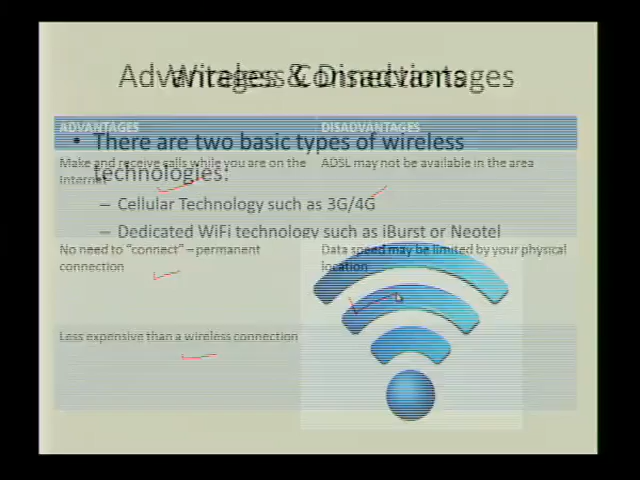 Advantages & Disadvantages
Wireless Connections
ADVANTAGES
DISADVANTAGES
• There are two basic types of wireless
technologies:
Make and receive calls while you are on the
Internet
ADSL may not be available in the area
– Cellular Technology such as 3G/4G
– Dedicated WiFi technology such as iBurst or Neotel
No need to “connect” – permanent
connection
Data speed may be limited by your physical
location
Less expensive than a wireless connection